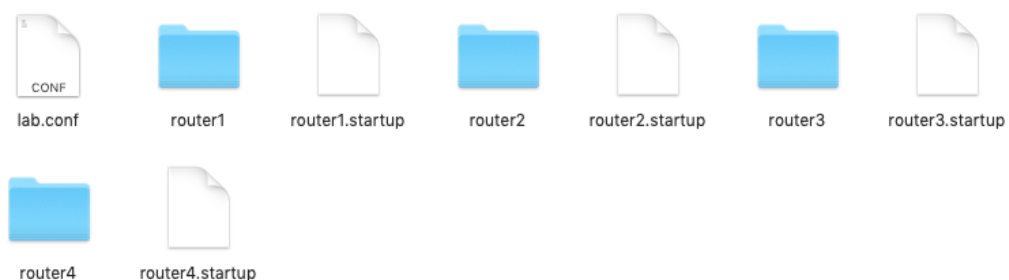 CONF
lab.conf router1 router1.startup router2 router2.startup router3 router3.startup
router4 router4.startup